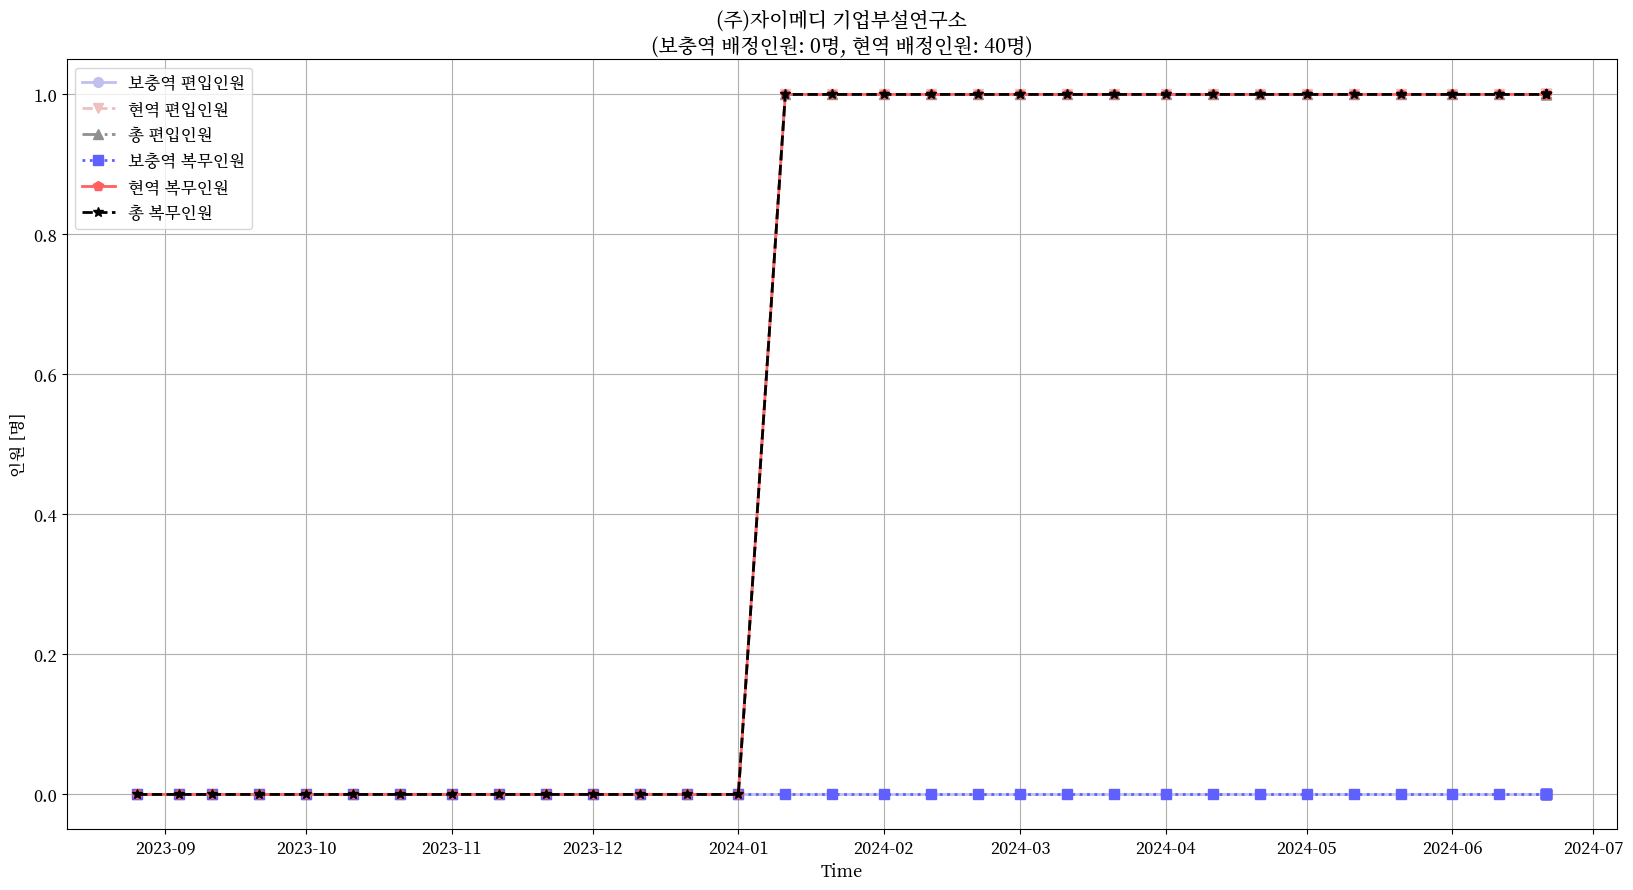 (주)자이메디 기업부설연구소
(보충역 배정인원: 0명, 현역 배정인원: 40명)
보충역 편입인원
현역 편입인원
총 편입인원
보충역 복무인원
현역 복무인원
총 복무인원
1.0
0.8
0.6
0.4
0.2
0.0
인원 [명]
2023-09 2023-10 2023-11 2023-12 2024-01 2024-02 2024-03 2024-04 2024-05 2024-06 2024-07
Time